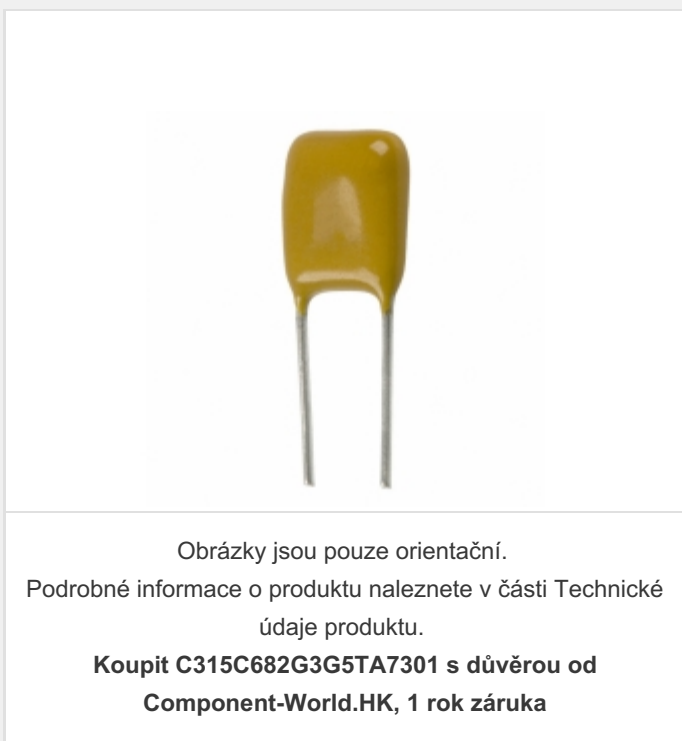 Obrázky jsou pouze orientační.
Podrobné informace o produktu naleznete v části Technické
údaje produktu.
Koupit C315C682G3G5TA7301 s důvěrou od
Component-World.HK, 1 rok záruka